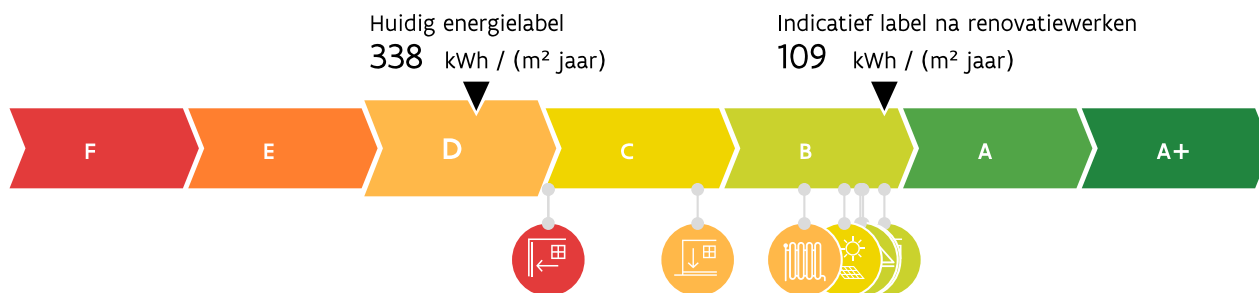 Huidig energielabel
338 kWh / (m² jaar)
Indicatief label na renovatiewerken
109 kWh / (m² jaar)
F E D C B A A+